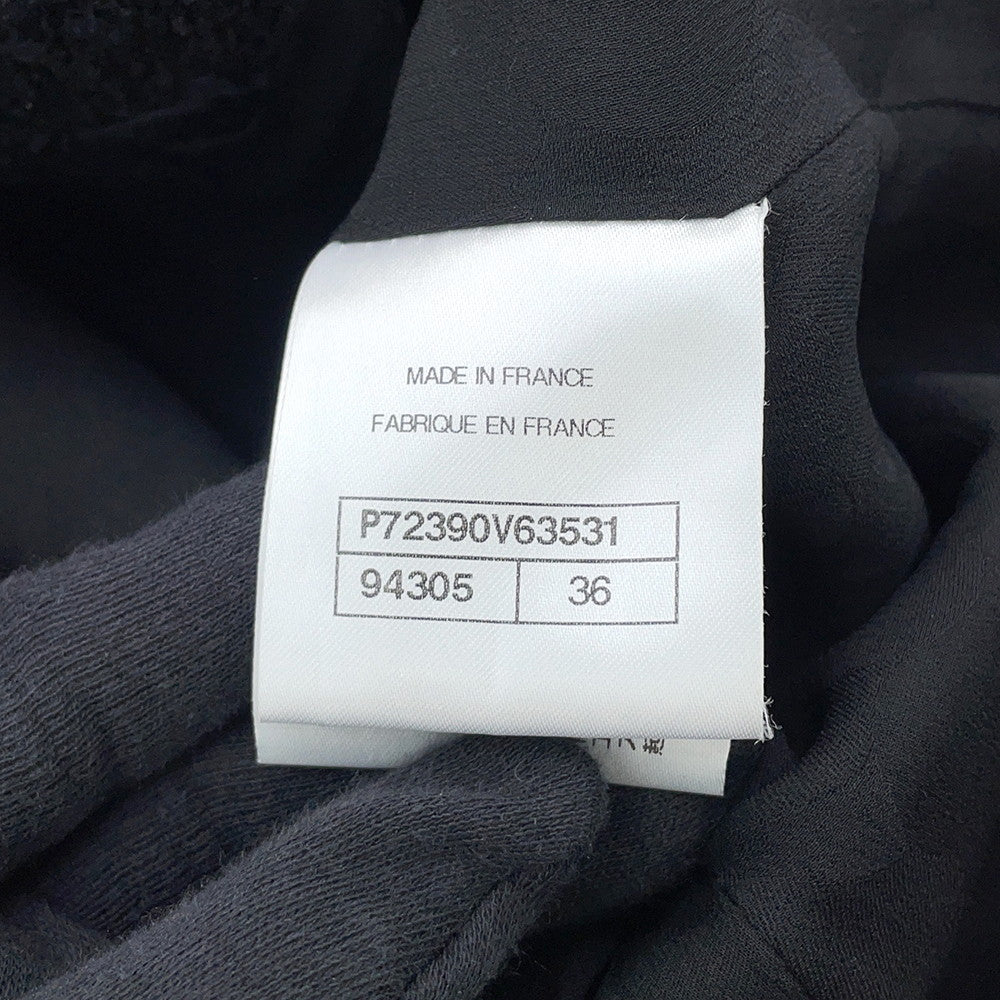 MADE IN FRANCE
FABRIQUE EN FRANCE
P72390V63531
94305 36